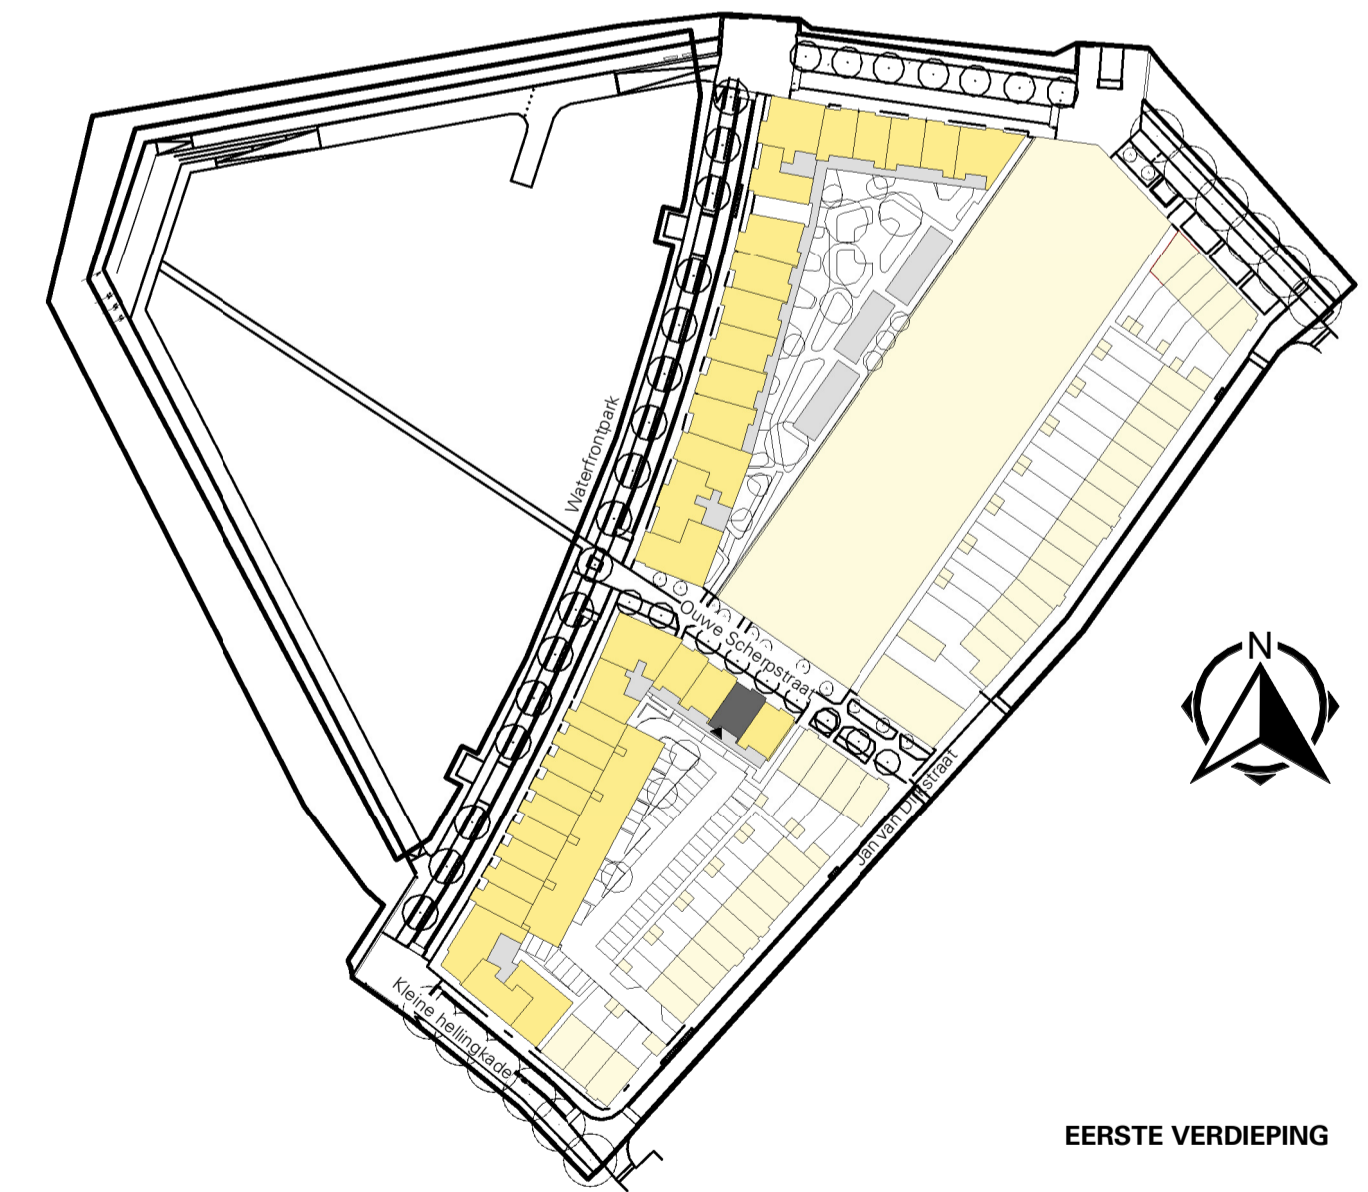 Waterfrontpark
Ouwe Scherpstraat
N
Jan van Dijkstraat
Kleine hellingkade
EERSTE VERDIEPING